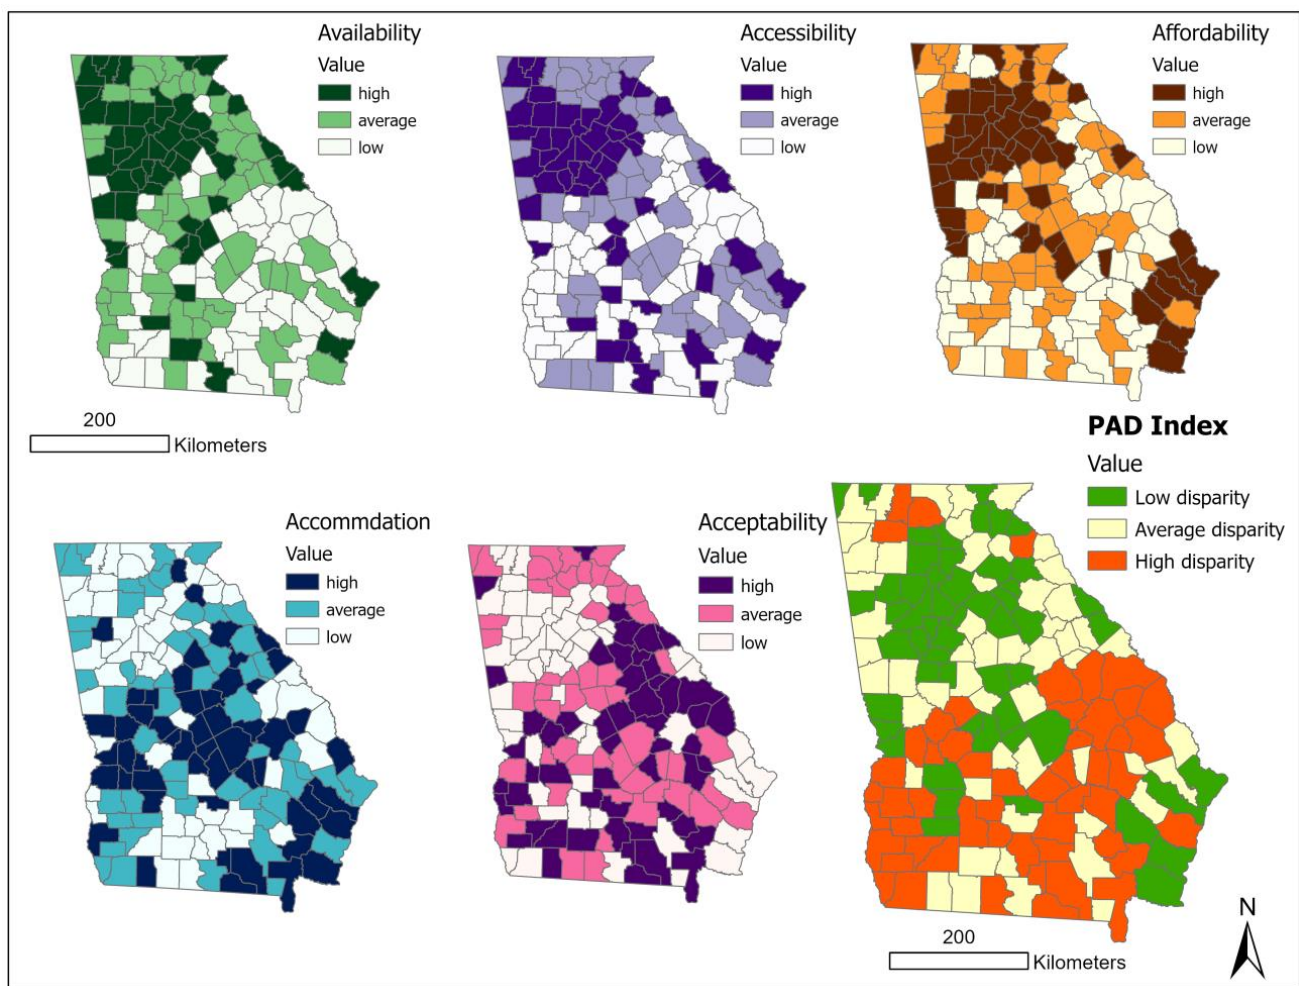 Availability
Value
high
average
low
Accessibility
Value
high
average
low
Affordability
Value
high
average
low
200
Kilometers
PAD Index
Value
Low disparity
Average disparity
High disparity
Accommdation
Value
high
average
low
Acceptability
Value
high
average
low
200
Kilometers
N